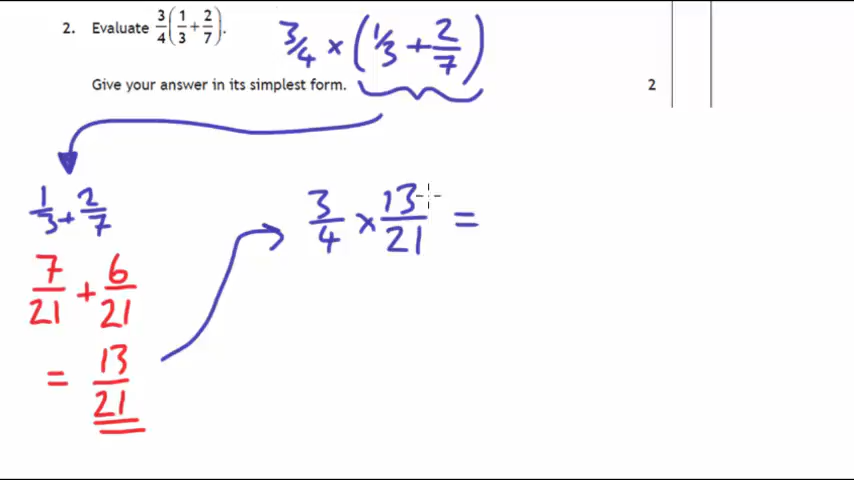 2. Evaluate 3/4(1/3+2/7). 3/4 × (1/3 + 2/7)
Give your answer in its simplest form. 2
1/3 + 2/7
3/4 × 13/21 =
7/21 + 6/21
= 13/21